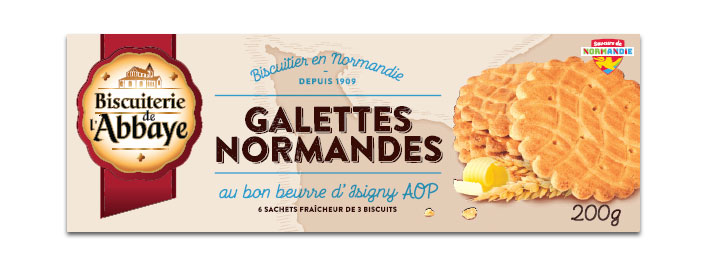 Biscuiterie
de
l'Abbaye
Biscuitier en Normandie
DEPUIS 1909
GALETTES
NORMANDES
au bon beurre d'Isigny AOP
6 SACHETS FRAÎCHEUR DE 3 BISCUITS
Saveurs de
NORMANDIE
200g